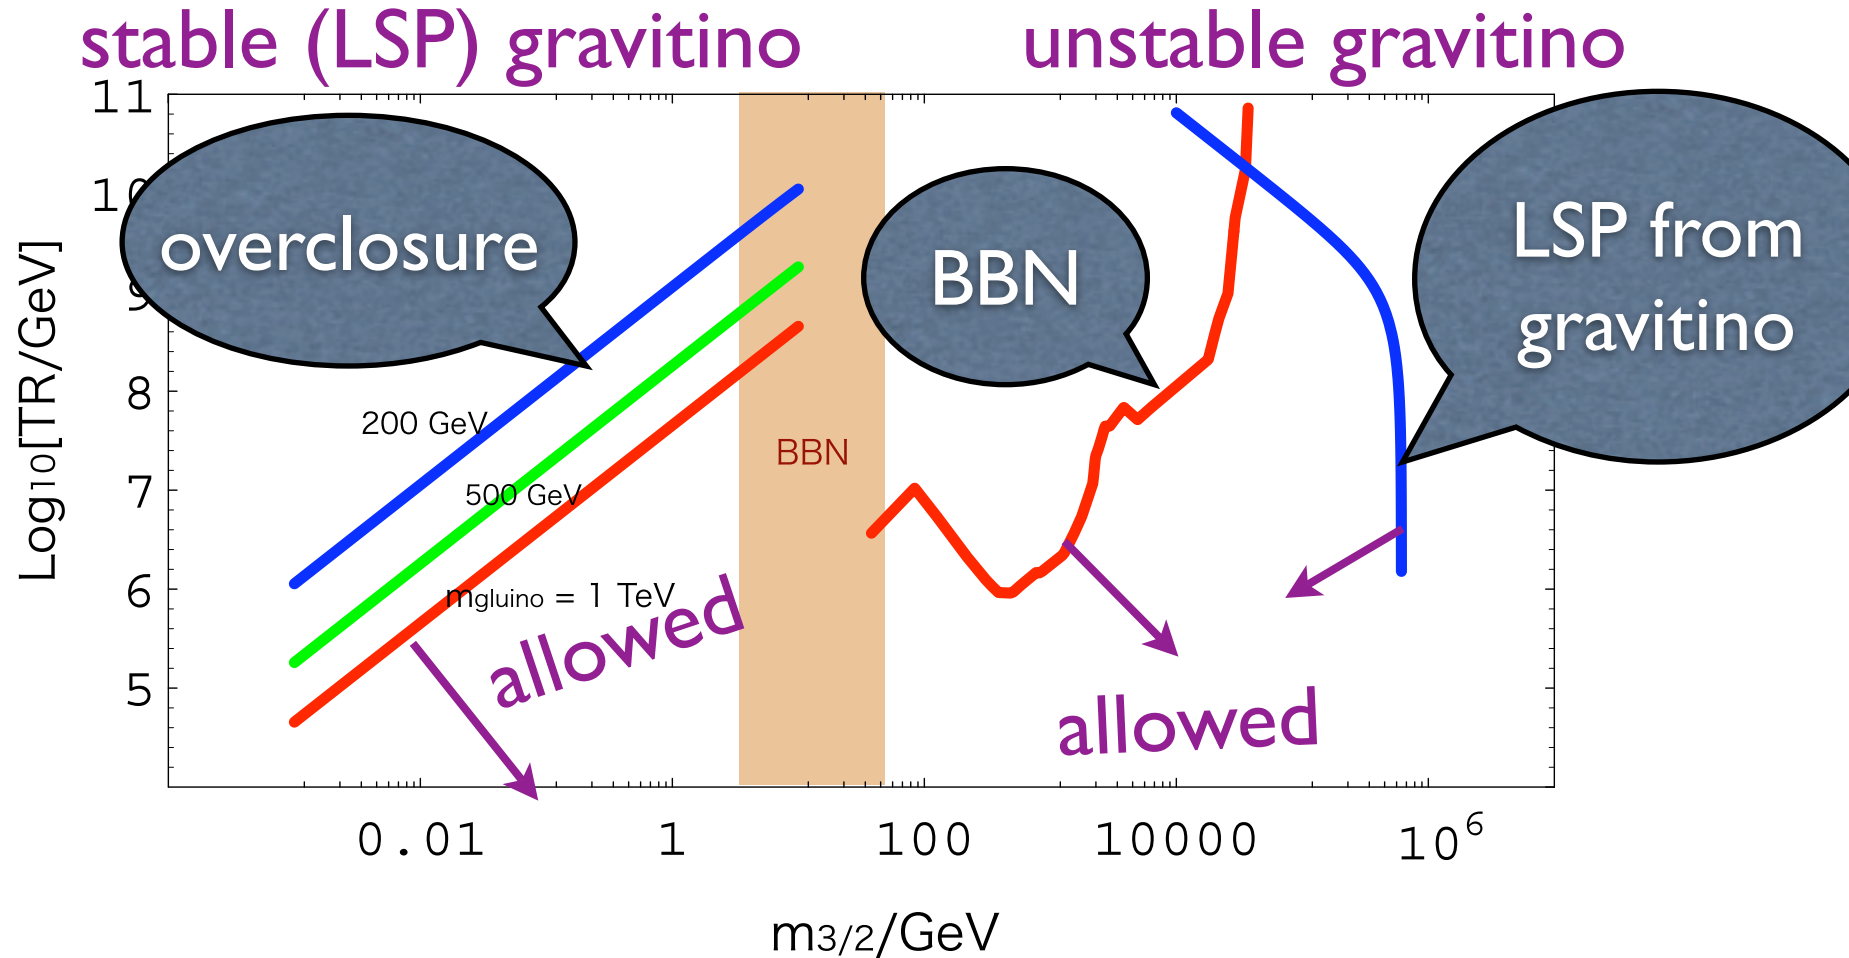 stable (LSP) gravitino
unstable gravitino
11
10
9
8
7
6
5
Log10[TR/GeV]
overclosure
BBN
LSP from
gravitino
200 GeV
500 GeV
mgluino = 1 TeV
BBN
allowed
allowed
0.01
1
100
10000
10^6
m3/2/GeV